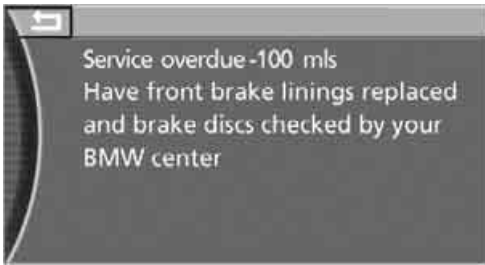 Service overdue -100 mls
Have front brake linings replaced
and brake discs checked by your
BMW center